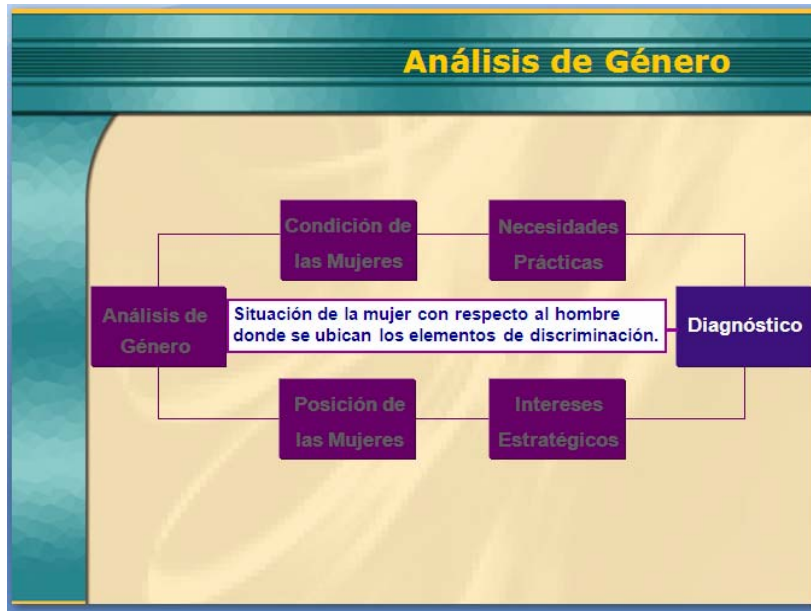 Análisis de Género
Condición de
las Mujeres
Necesidades
Prácticas
Análisis de
Género
Situación de la mujer con respecto al hombre
donde se ubican los elementos de discriminación.
Diagnóstico
Posición de
las Mujeres
Intereses
Estratégicos